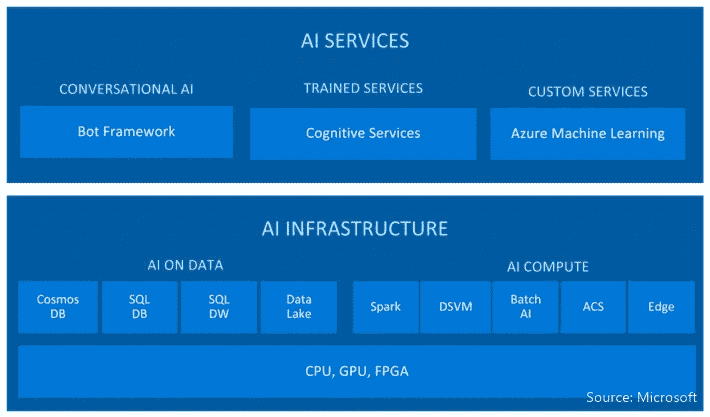 AI SERVICES
CONVERSATIONAL AI
TRAINED SERVICES
CUSTOM SERVICES
Bot Framework
Cognitive Services
Azure Machine Learning
AI INFRASTRUCTURE
AI ON DATA
AI COMPUTE
Cosmos
DB
SQL
DB
SQL
DW
Data
Lake
Spark
DSVM
Batch
AI
ACS
Edge
CPU, GPU, FPGA
Source: Microsoft